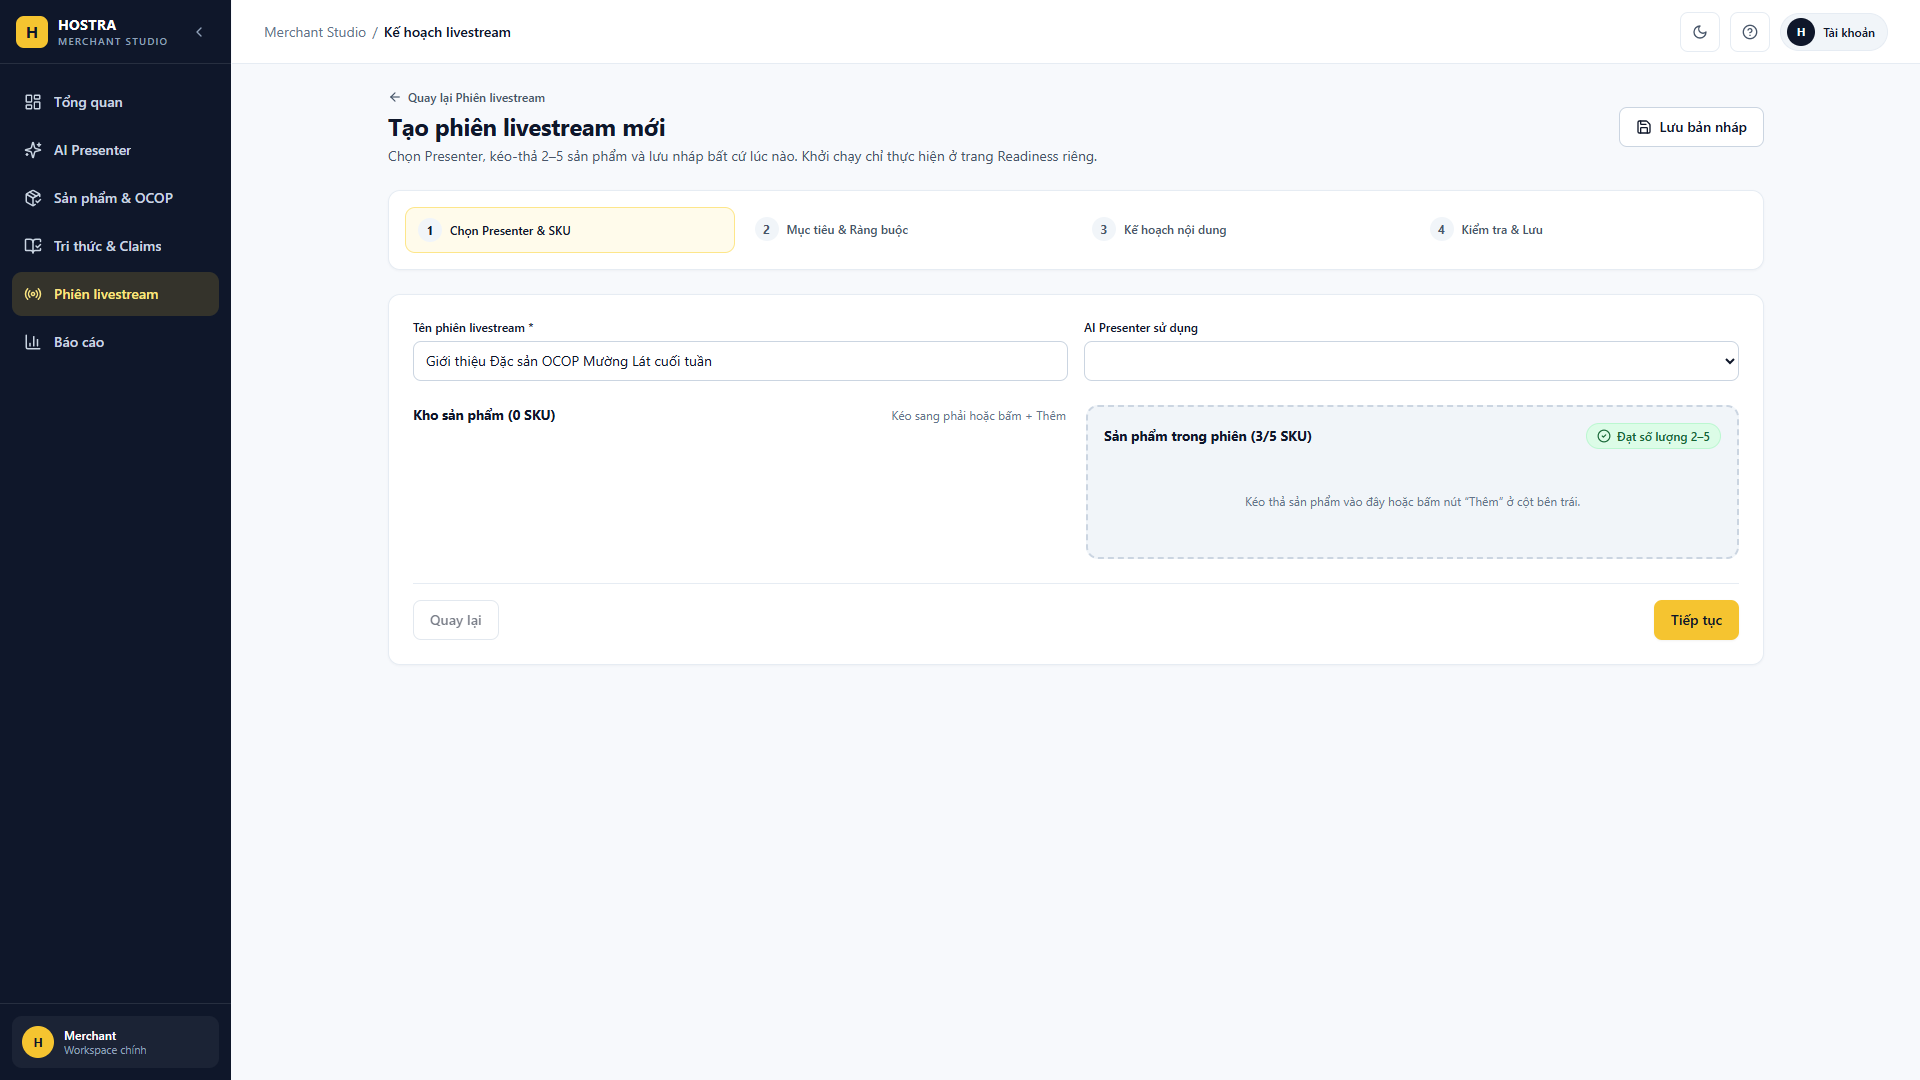 H
HOSTRA
MERCHANT STUDIO
Merchant Studio / Kế hoạch livestream
H
Tài khoản
Tổng quan
AI Presenter
Sản phẩm & OCOP
Tri thức & Claims
Phiên livestream
Báo cáo
Quay lại Phiên livestream
Tạo phiên livestream mới
Chọn Presenter, kéo-thả 2–5 sản phẩm và lưu nháp bất cứ lúc nào. Khởi chạy chỉ thực hiện ở trang Readiness riêng.
Lưu bản nháp
1 Chọn Presenter & SKU
2 Mục tiêu & Ràng buộc
3 Kế hoạch nội dung
4 Kiểm tra & Lưu
Tên phiên livestream *
Giới thiệu Đặc sản OCOP Mường Lát cuối tuần
AI Presenter sử dụng
Kho sản phẩm (0 SKU)
Kéo sang phải hoặc bấm + Thêm
Sản phẩm trong phiên (3/5 SKU)
Đạt số lượng 2–5
Kéo thả sản phẩm vào đây hoặc bấm nút “Thêm” ở cột bên trái.
Quay lại
Tiếp tục
H
Merchant
Workspace chính